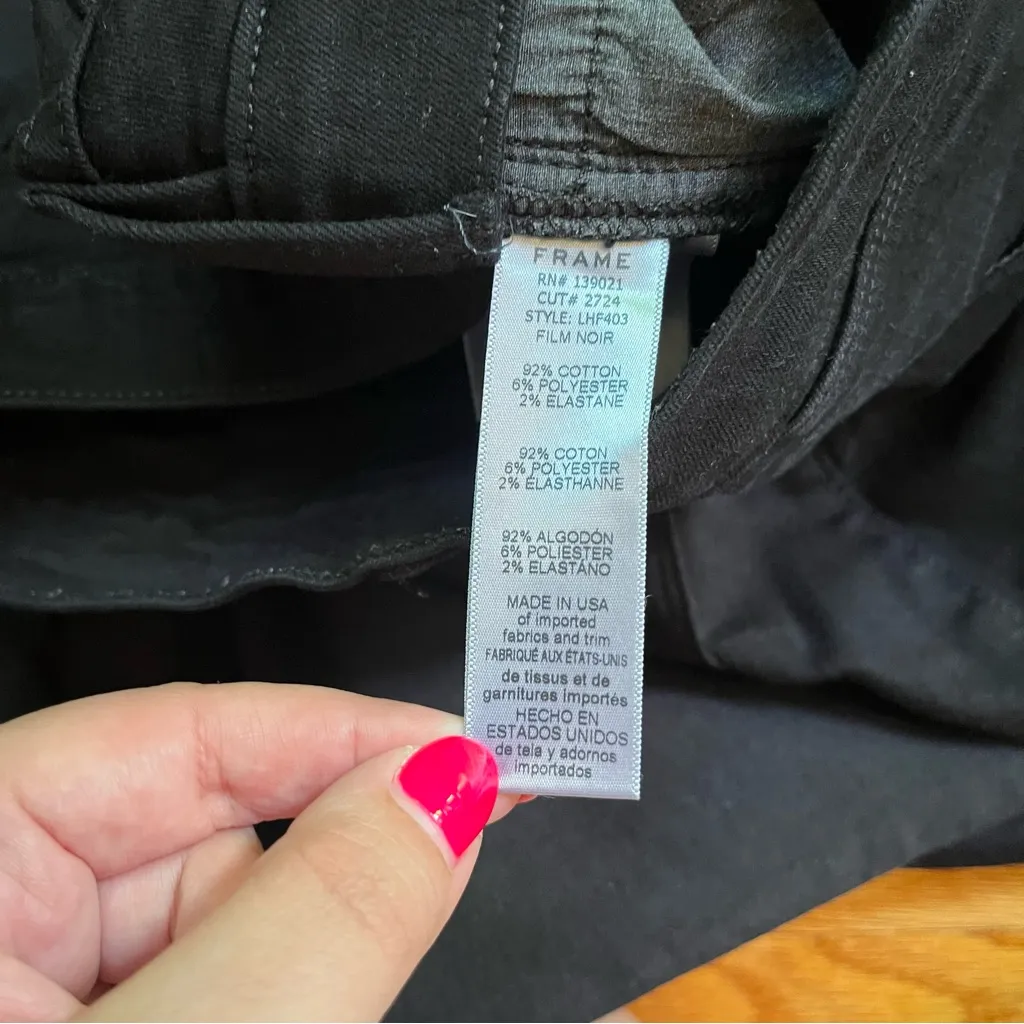 FRAME
RN# 139021
CUT# 2724
STYLE: LHF403
FILM NOIR
92% COTTON
6% POLYESTER
2% ELASTANE
92% COTON
6% POLYESTER
2% ÉLASTHANNE
92% ALGODÓN
6% POLIESTER
2% ELASTANO
MADE IN USA
of imported
fabrics and trim
FABRIQUÉ AUX ÉTATS-UNIS
de tissus et de
garnitures importés
HECHO EN
ESTADOS UNIDOS
de tela y adornos
importados